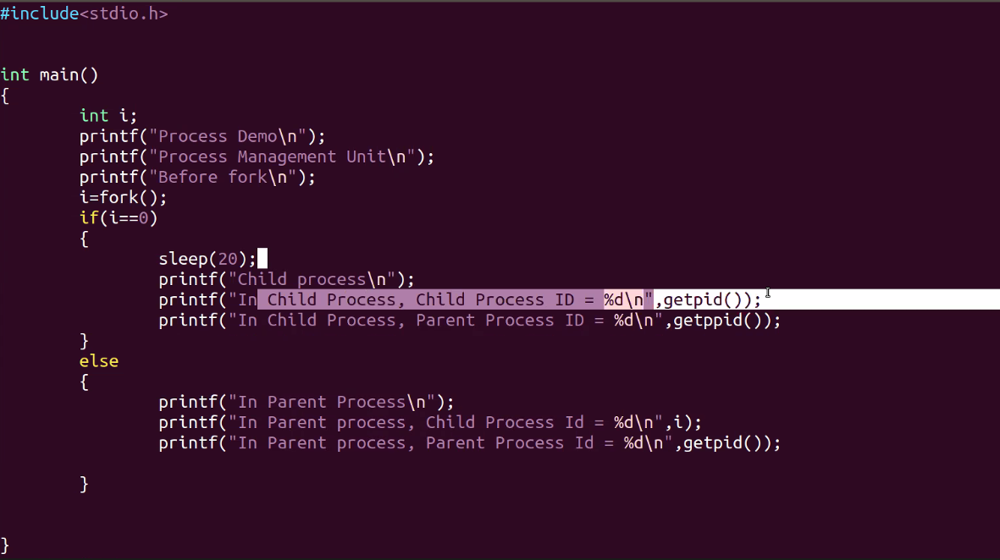 #include<stdio.h>
int main()
{
int i;
printf("Process Demo\n");
printf("Process Management Unit\n");
printf("Before fork\n");
i=fork();
if(i==0)
{
sleep(20);
printf("Child process\n");
printf("In Child Process, Child Process ID = %d\n",getpid());
printf("In Child Process, Parent Process ID = %d\n",getppid());
}
else
{
printf("In Parent Process\n");
printf("In Parent process, Child Process Id = %d\n",i);
printf("In Parent process, Parent Process Id = %d\n",getpid());
}
}